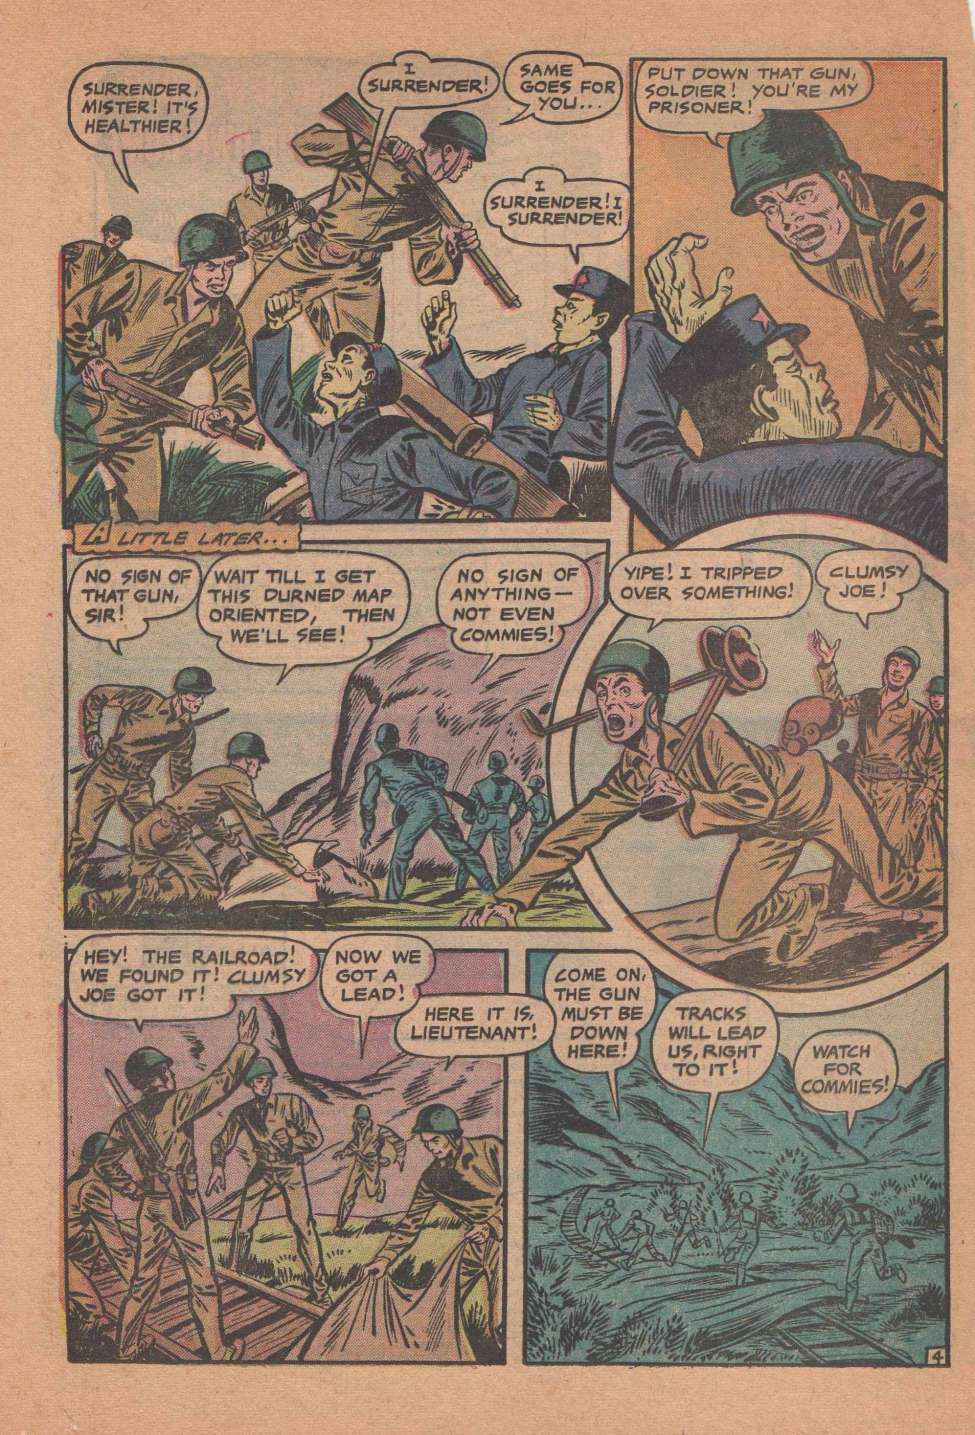 SURRENDER,
MISTER! IT'S
HEALTHIER!
I
SURRENDER!
SAME
GOES FOR
YOU...
I
SURRENDER! I
SURRENDER!
PUT DOWN THAT GUN,
SOLDIER! YOU'RE MY
PRISONER!
A LITTLE LATER...
NO SIGN OF
THAT GUN,
SIR!
WAIT TILL I GET
THIS DURNED MAP
ORIENTED, THEN
WE'LL SEE!
NO SIGN OF
ANYTHING—
NOT EVEN
COMMIES!
YIPE! I TRIPPED
OVER SOMETHING!
CLUMSY
JOE!
HEY! THE RAILROAD!
WE FOUND IT! CLUMSY
JOE GOT IT!
NOW WE
GOT A
LEAD!
HERE IT IS,
LIEUTENANT!
COME ON,
THE GUN
MUST BE
DOWN
HERE!
TRACKS
WILL LEAD
US, RIGHT
TO IT!
WATCH
FOR
COMMIES!
4